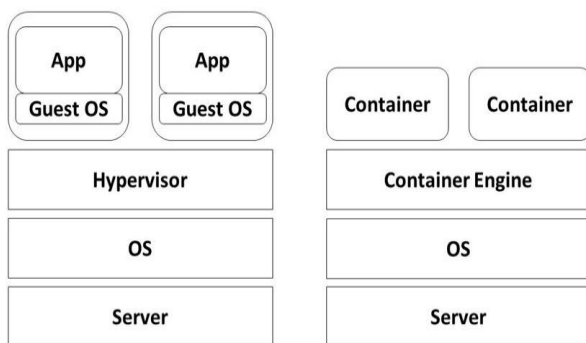 App
App
Guest OS
Guest OS
Hypervisor
OS
Server
Container
Container
Container Engine
OS
Server